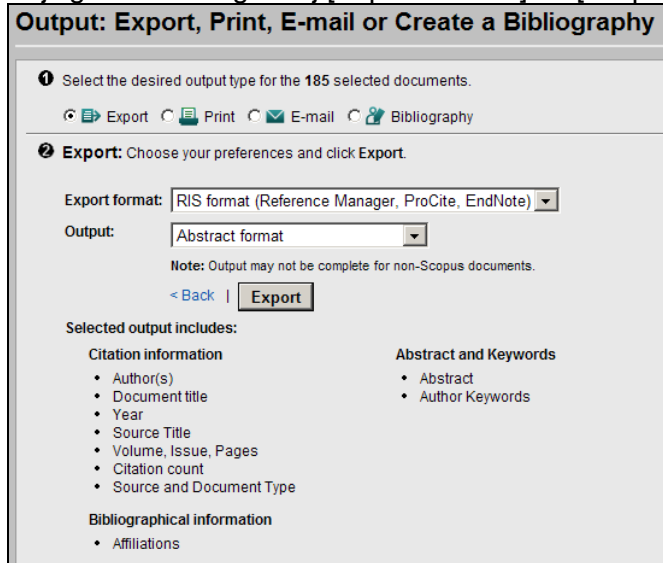 Output: Export, Print, E-mail or Create a Bibliography
1 Select the desired output type for the 185 selected documents.
Export Print E-mail Bibliography
2 Export: Choose your preferences and click Export.
Export format: RIS format (Reference Manager, ProCite, EndNote)
Output: Abstract format
Note: Output may not be complete for non-Scopus documents.
< Back | Export
Selected output includes:
Citation information
• Author(s)
• Document title
• Year
• Source Title
• Volume, Issue, Pages
• Citation count
• Source and Document Type
Abstract and Keywords
• Abstract
• Author Keywords
Bibliographical information
• Affiliations